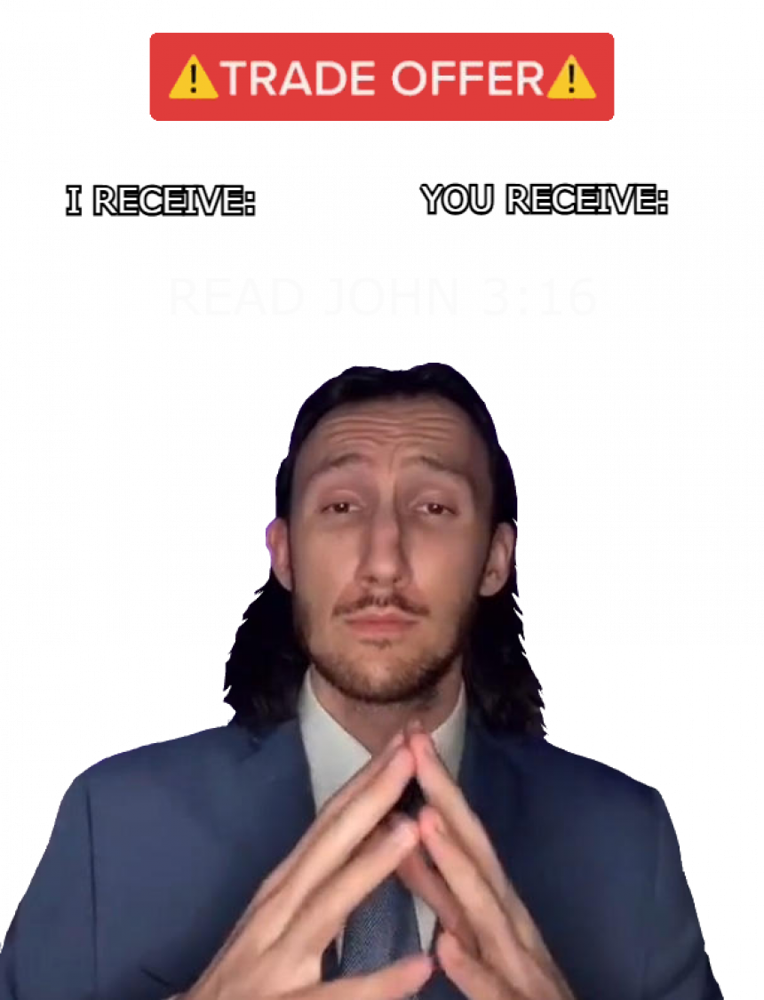 ⚠TRADE OFFER⚠
I RECEIVE: YOU RECEIVE:
READ JOHN 3:16